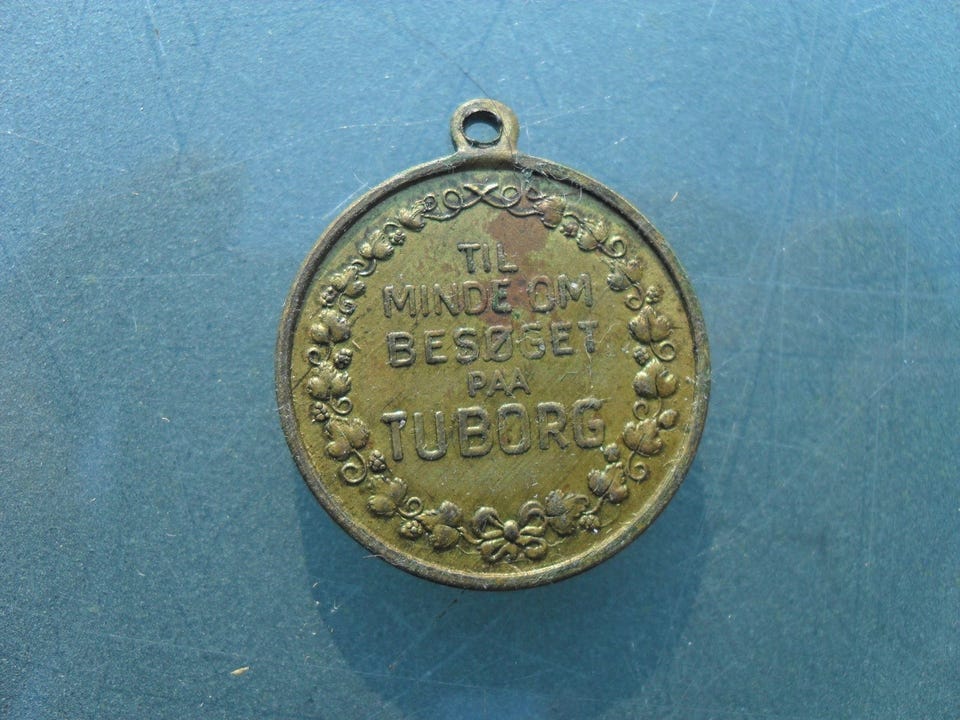 TIL
MINDE OM
BESØGET
PAA
TUBORG